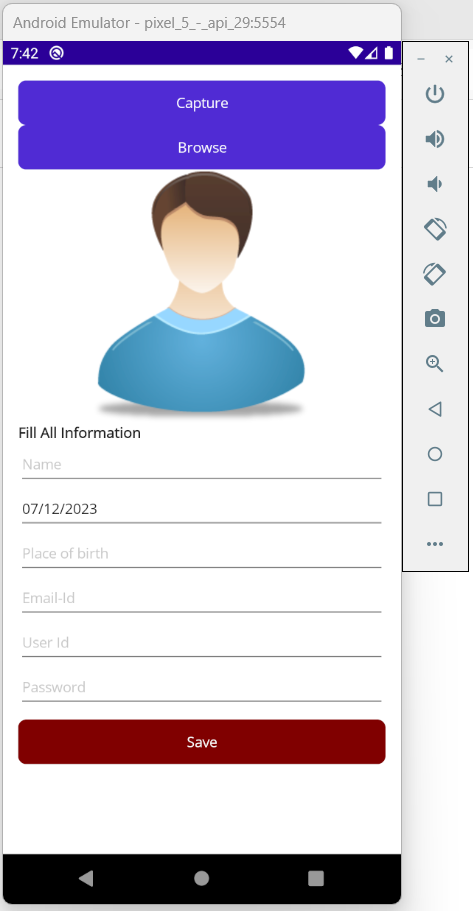 Android Emulator - pixel_5_-_api_29:5554
7:42
Capture
Browse
Fill All Information
Name
07/12/2023
Place of birth
Email-Id
User Id
Password
Save